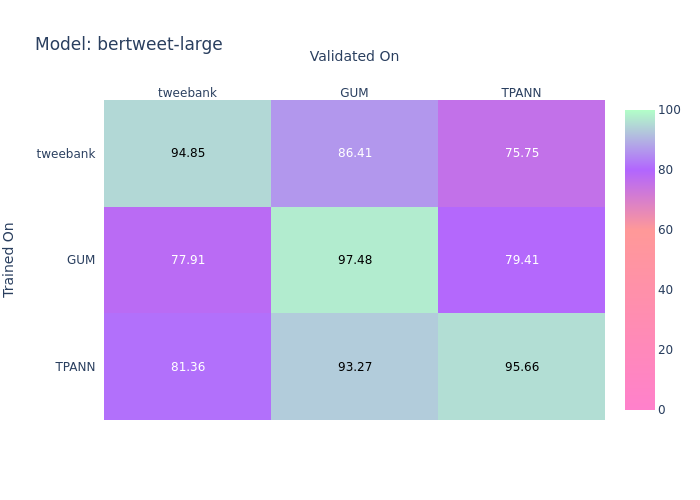 Model: bertweet-large
Validated On
tweebank GUM TPANN
Trained On
tweebank 94.85 86.41 75.75
GUM 77.91 97.48 79.41
TPANN 81.36 93.27 95.66
100
80
60
40
20
0